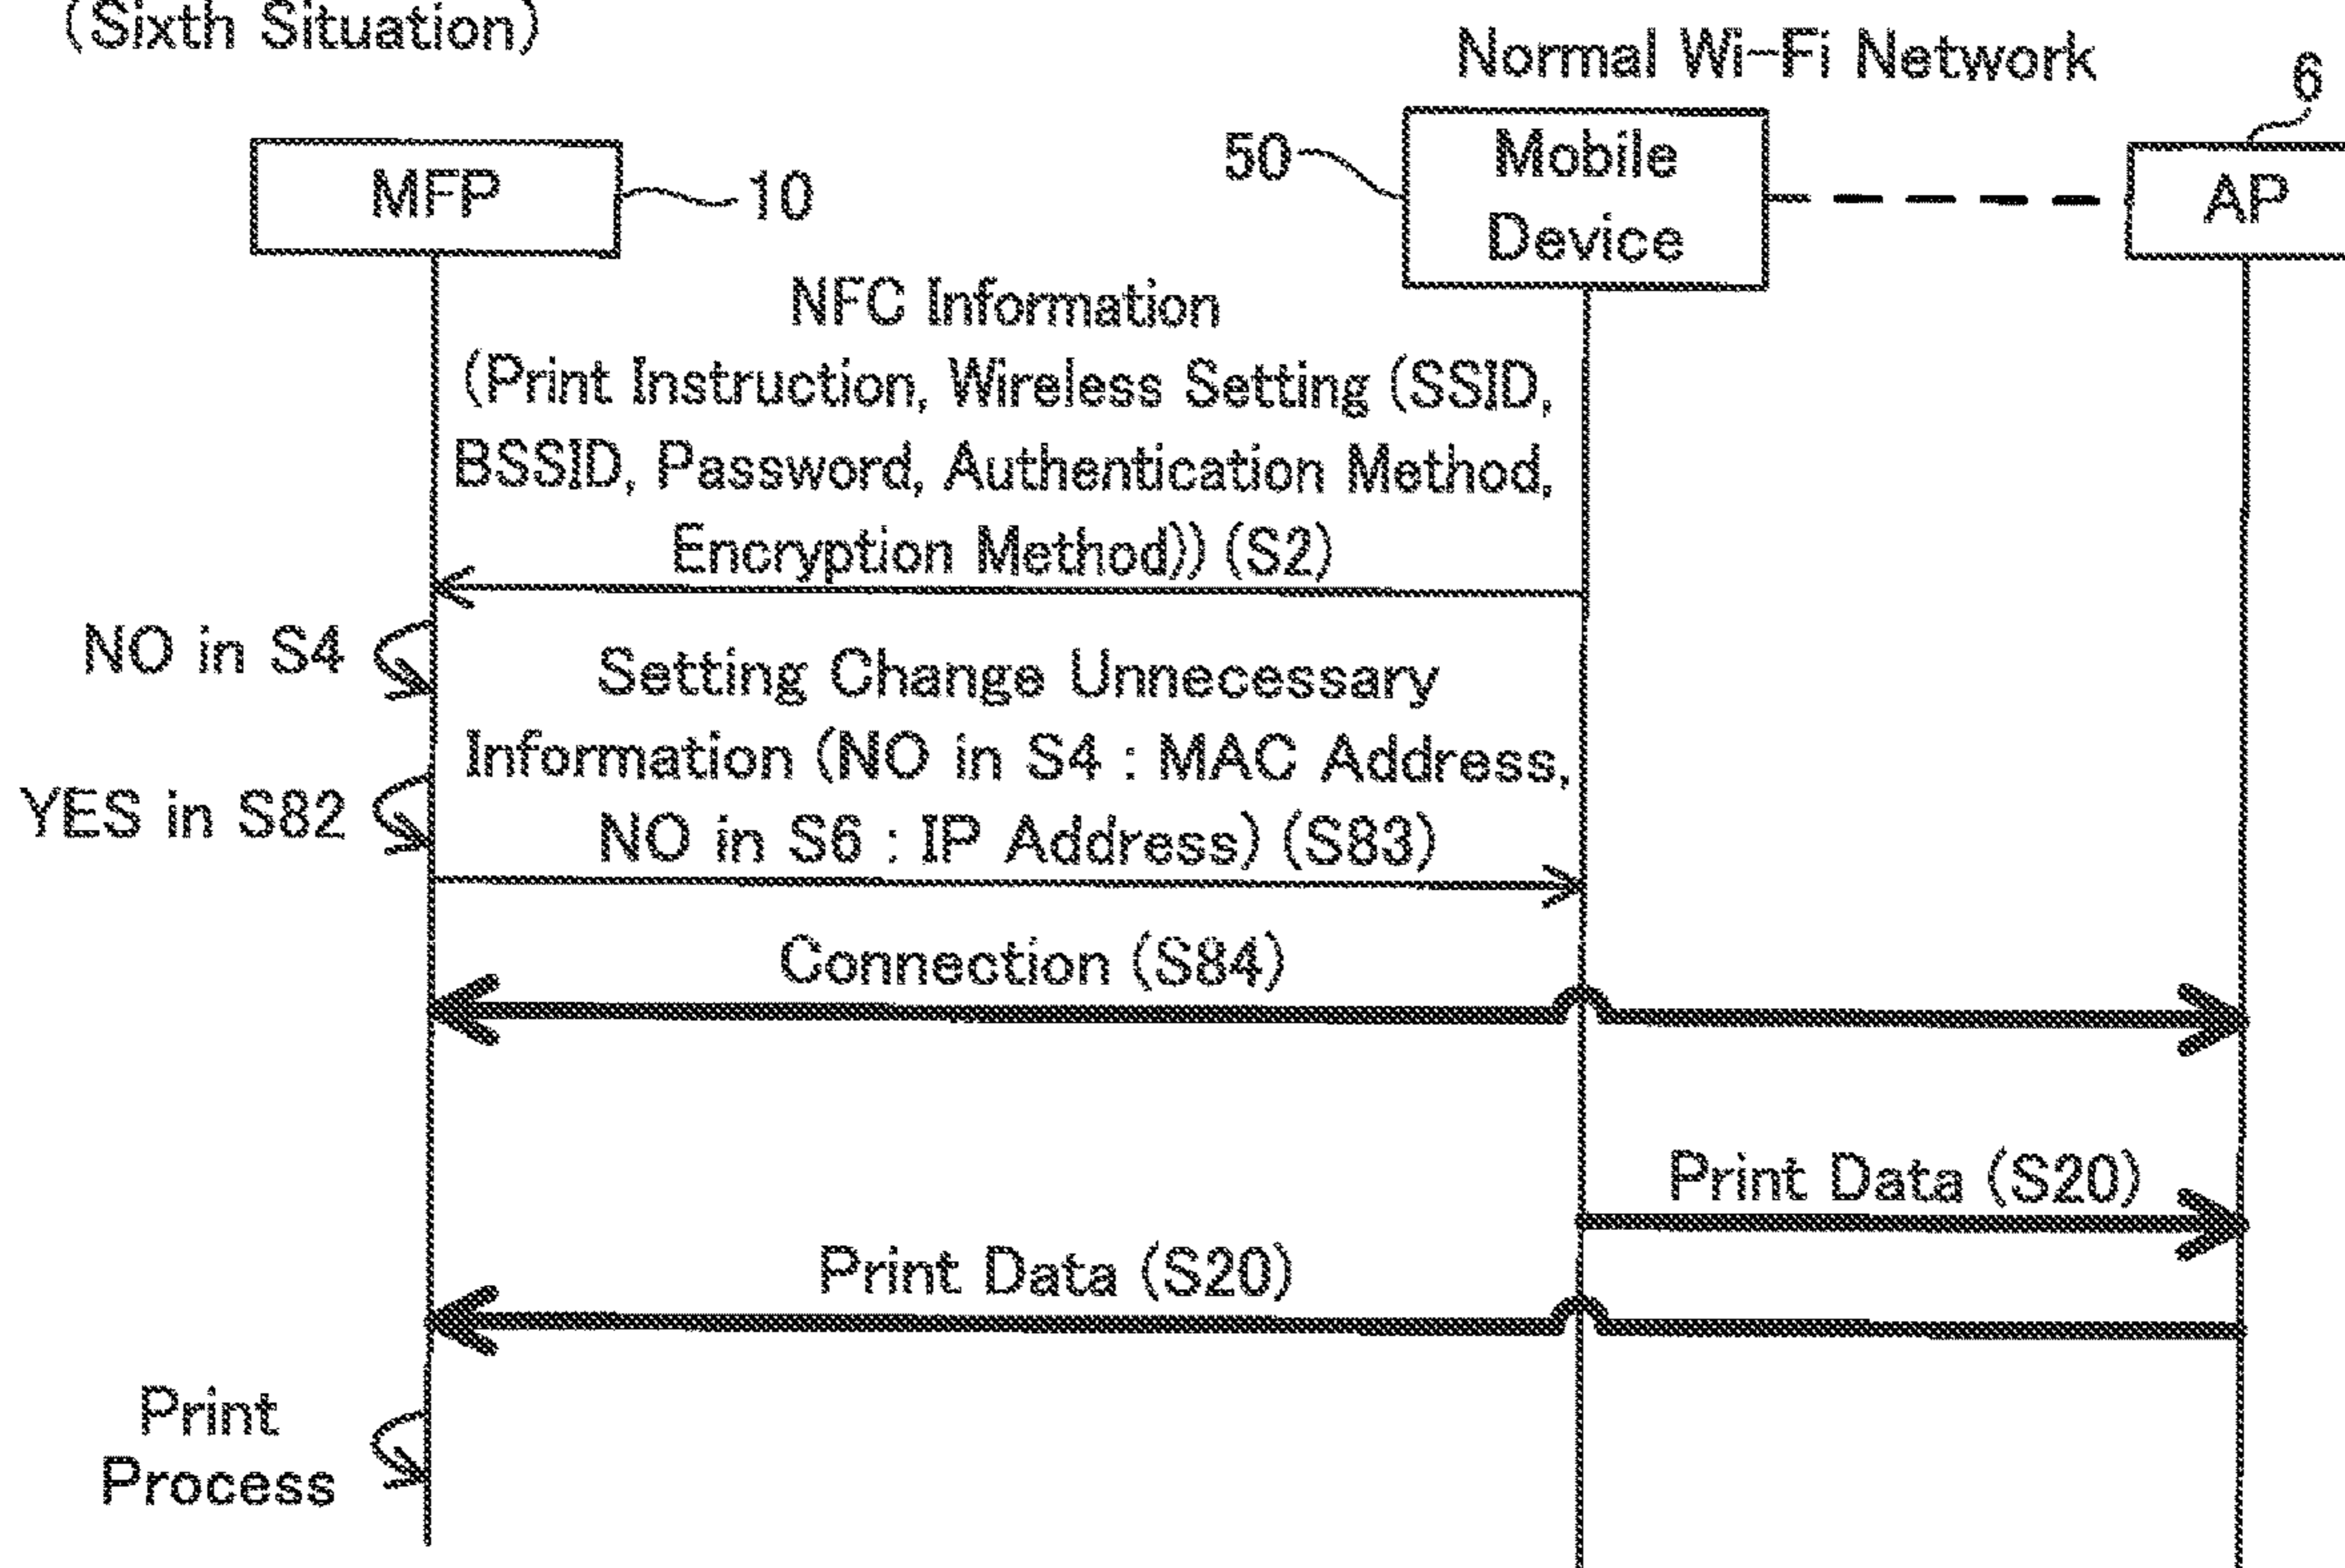 (Sixth Situation)
Normal Wi-Fi Network
6
MFP
10
50
Mobile
Device
AP
NFC Information
(Print Instruction, Wireless Setting (SSID,
BSSID, Password, Authentication Method,
Encryption Method)) (S2)
NO in S4
Setting Change Unnecessary
Information (NO in S4 : MAC Address,
NO in S6 : IP Address) (S83)
YES in S82
Connection (S84)
Print Data (S20)
Print Data (S20)
Print
Process